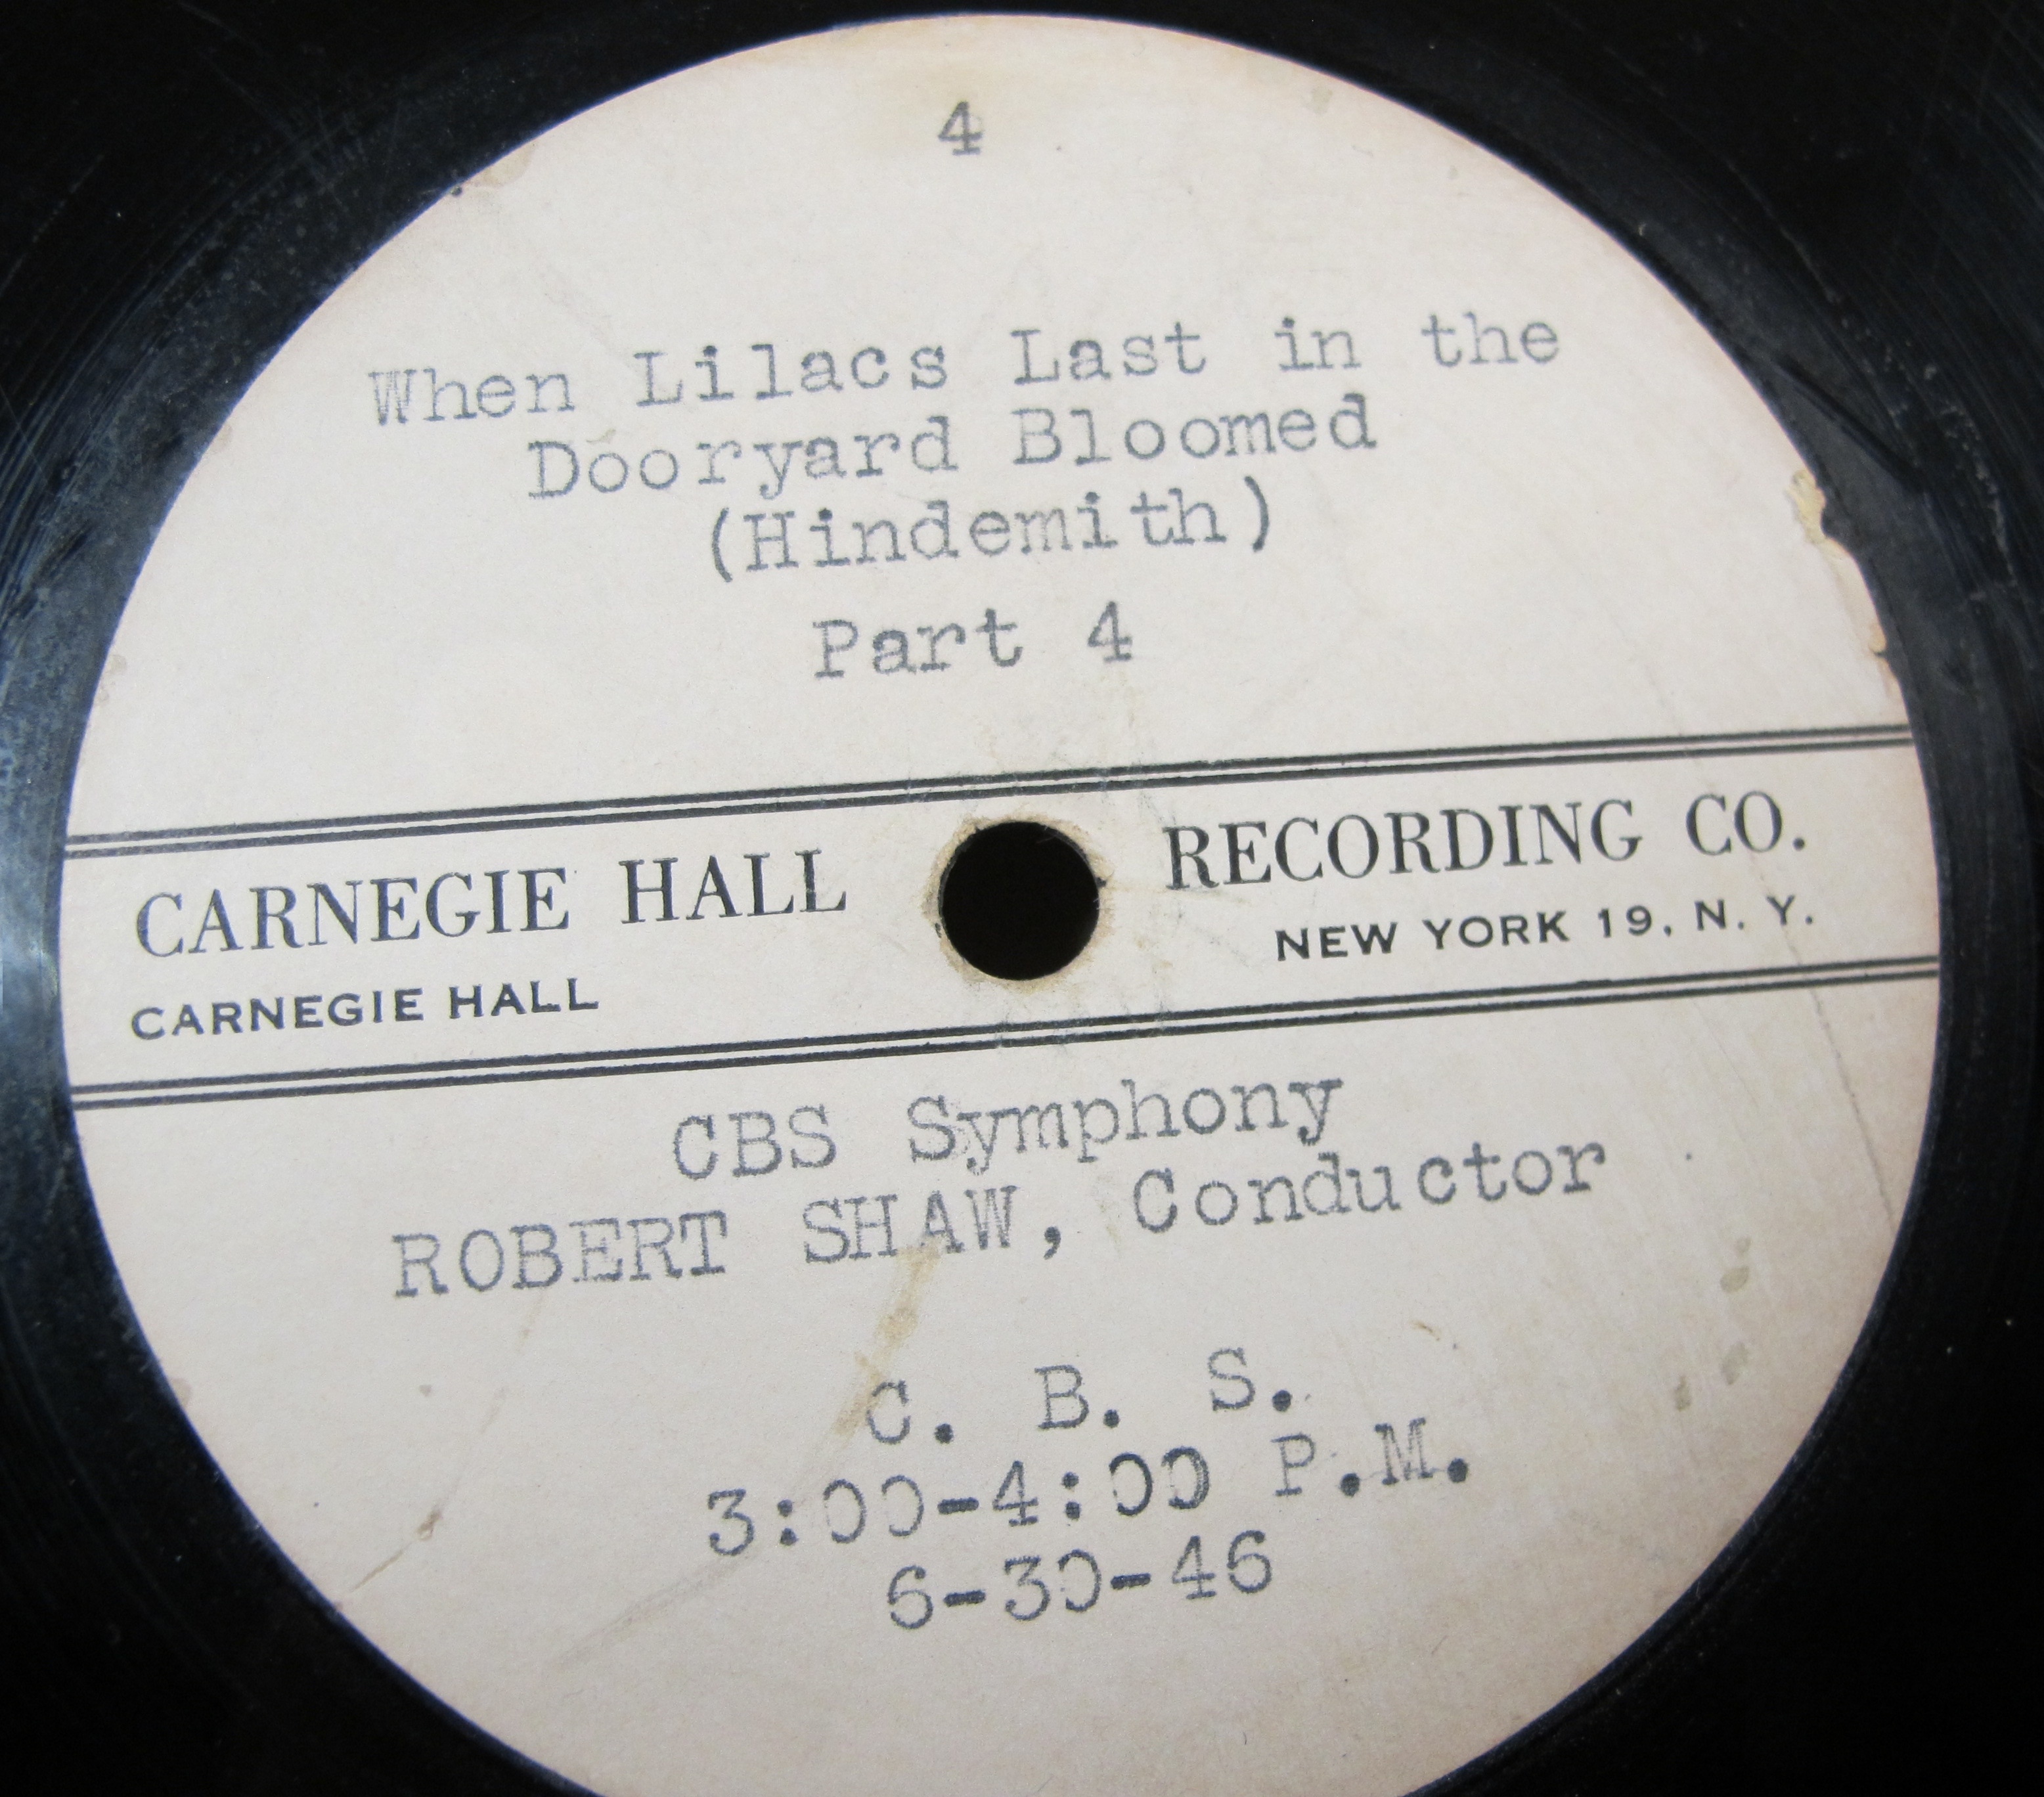 4
When Lilacs Last in the
Dooryard Bloomed
(Hindemith)
Part 4
CARNEGIE HALL RECORDING CO.
CARNEGIE HALL NEW YORK 19, N. Y.
CBS Symphony
ROBERT SHAW, Conductor
C. B. S.
3:00-4:00 P.M.
6-30-46